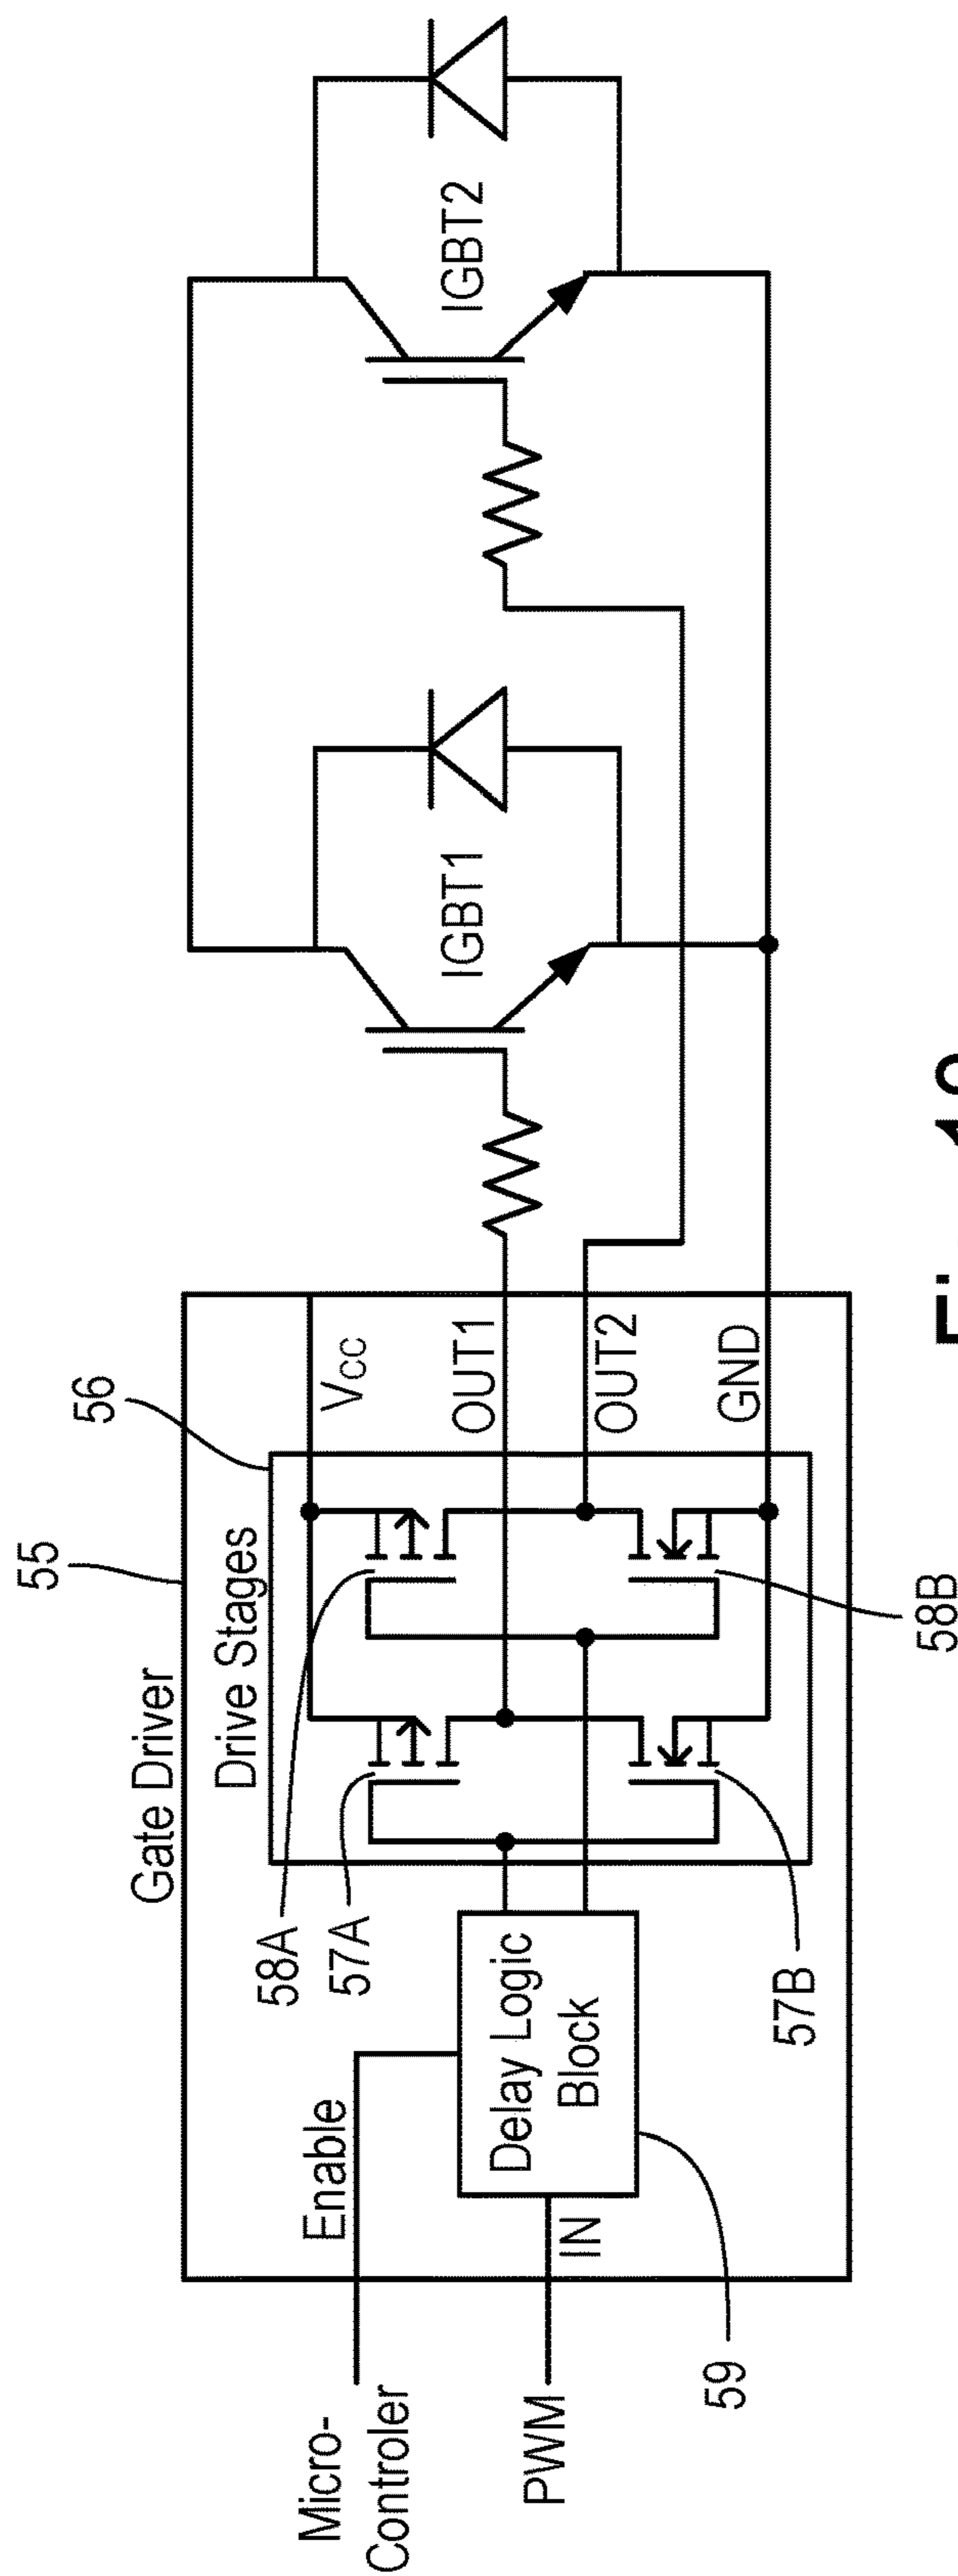 55
56
Gate Driver
Drive Stages
58A
57A
Micro-
Controler
Enable
PWM
IN
Delay Logic
Block
59
57B
58B
V_CC
OUT1
OUT2
GND
IGBT1
IGBT2